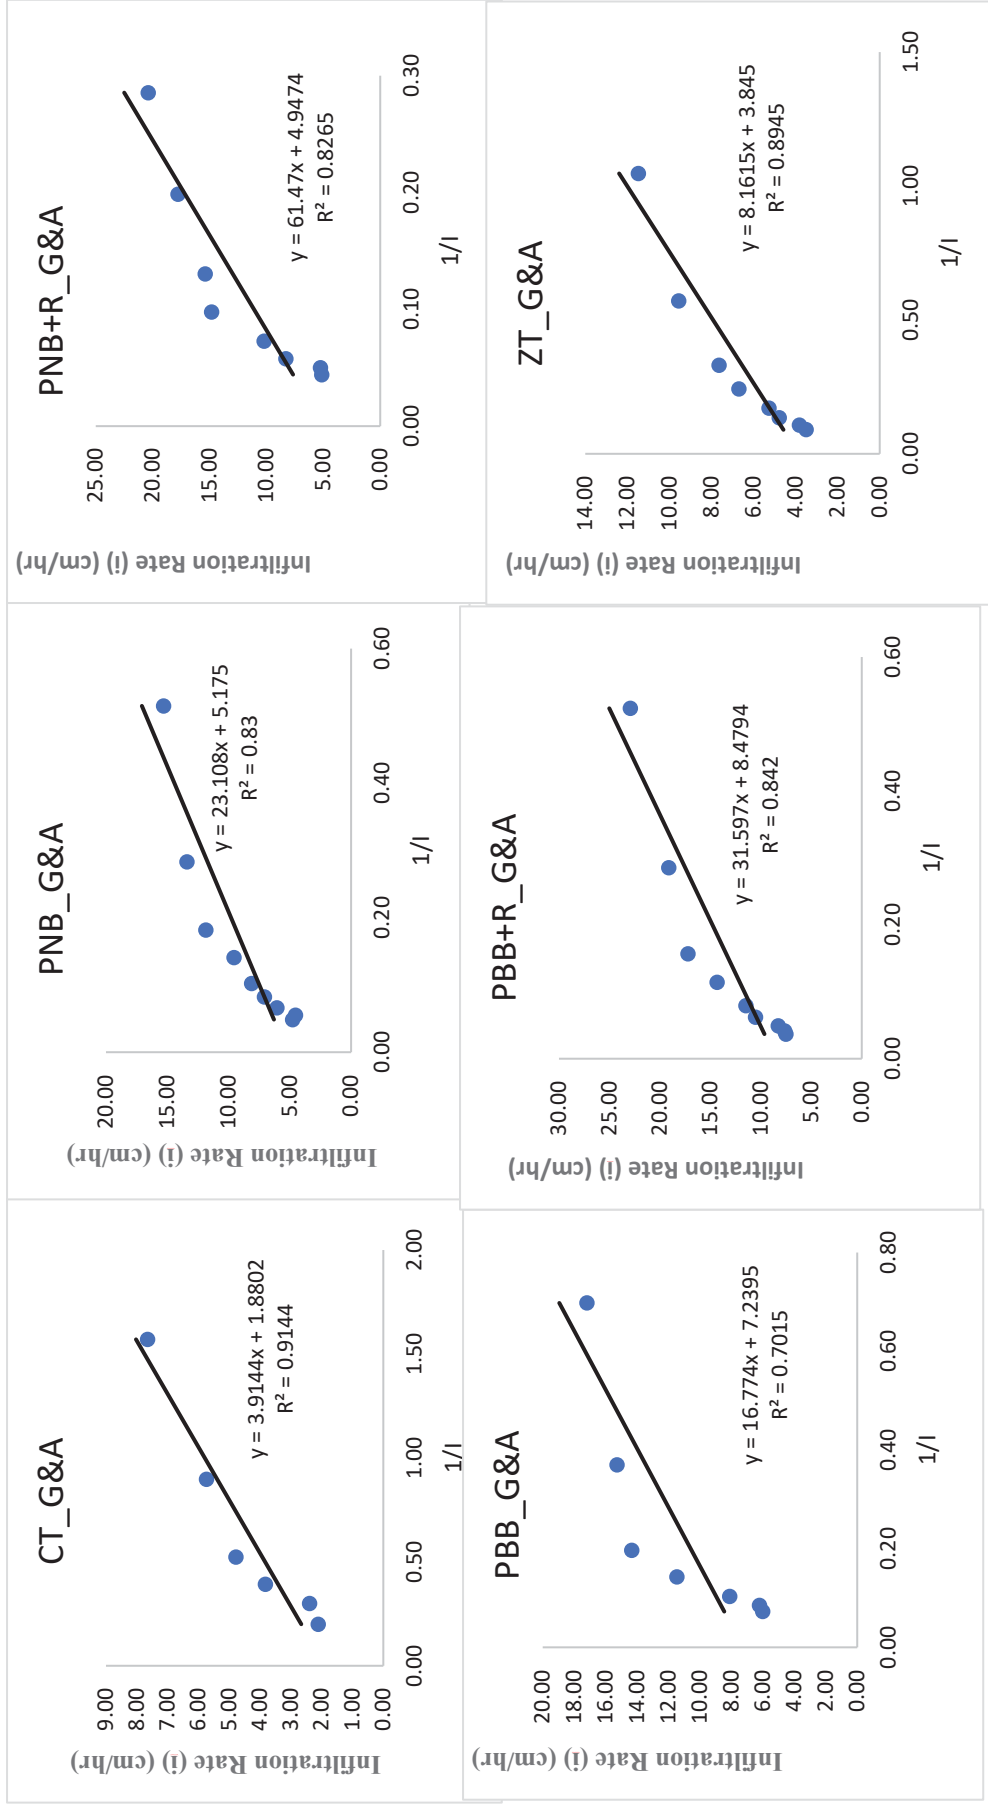 CT_G&A
Infiltration Rate (i) (cm/hr)
9.00
8.00
7.00
6.00
5.00
4.00
3.00
2.00
1.00
0.00
y = 3.9144x + 1.8802
R² = 0.9144
0.00 0.50 1.00 1.50 2.00
1/I
PNB_G&A
Infiltration Rate (i) (cm/hr)
20.00
15.00
10.00
5.00
0.00
y = 23.108x + 5.175
R² = 0.83
0.00 0.20 0.40 0.60
1/I
PNB+R_G&A
Infiltration Rate (i) (cm/hr)
25.00
20.00
15.00
10.00
5.00
0.00
y = 61.47x + 4.9474
R² = 0.8265
0.00 0.10 0.20 0.30
1/I
PBB_G&A
Infiltration Rate (i) (cm/hr)
20.00
18.00
16.00
14.00
12.00
10.00
8.00
6.00
4.00
2.00
0.00
y = 16.774x + 7.2395
R² = 0.7015
0.00 0.20 0.40 0.60 0.80
1/I
PBB+R_G&A
Infiltration Rate (i) (cm/hr)
30.00
25.00
20.00
15.00
10.00
5.00
0.00
y = 31.597x + 8.4794
R² = 0.842
0.00 0.20 0.40 0.60
1/I
ZT_G&A
Infiltration Rate (i) (cm/hr)
14.00
12.00
10.00
8.00
6.00
4.00
2.00
0.00
y = 8.1615x + 3.845
R² = 0.8945
0.00 0.50 1.00 1.50
1/I